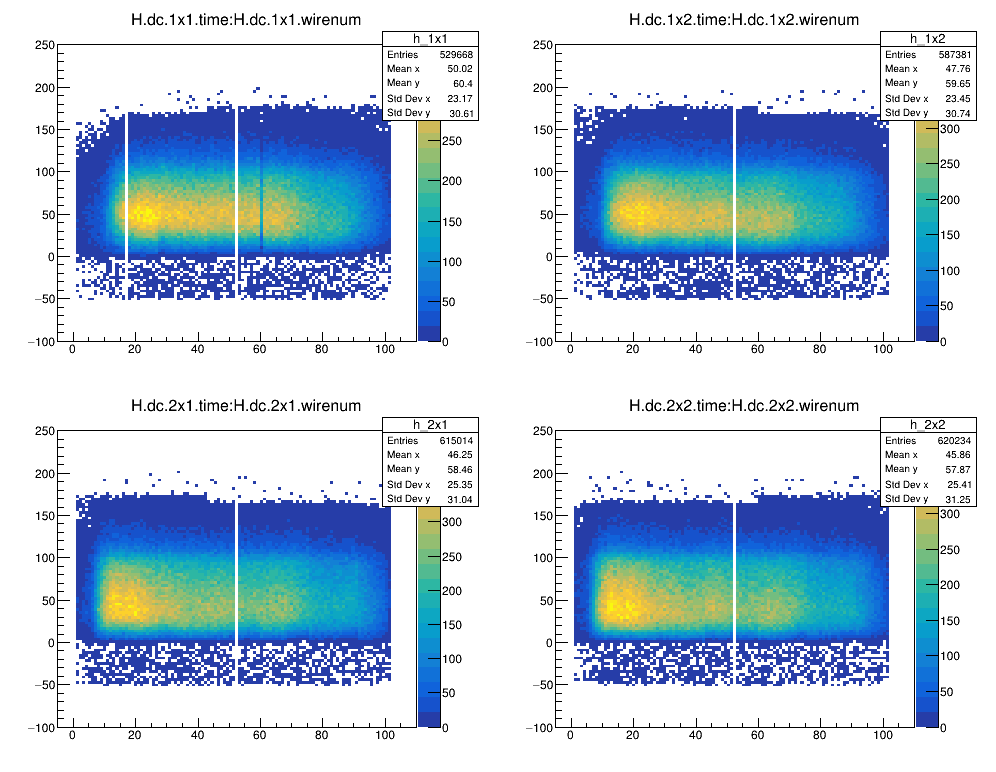 H.dc.1x1.time:H.dc.1x1.wirenum
h_1x1
Entries 529668
Mean x 50.02
Mean y 60.4
Std Dev x 23.17
Std Dev y 30.61
250
200
150
100
50
0
−50
−100
0 20 40 60 80 100
250
200
150
100
50
0
H.dc.1x2.time:H.dc.1x2.wirenum
h_1x2
Entries 587381
Mean x 47.76
Mean y 59.65
Std Dev x 23.45
Std Dev y 30.74
250
200
150
100
50
0
−50
−100
0 20 40 60 80 100
300
250
200
150
100
50
0
H.dc.2x1.time:H.dc.2x1.wirenum
h_2x1
Entries 615014
Mean x 46.25
Mean y 58.46
Std Dev x 25.35
Std Dev y 31.04
250
200
150
100
50
0
−50
−100
0 20 40 60 80 100
300
250
200
150
100
50
0
H.dc.2x2.time:H.dc.2x2.wirenum
h_2x2
Entries 620234
Mean x 45.86
Mean y 57.87
Std Dev x 25.41
Std Dev y 31.25
250
200
150
100
50
0
−50
−100
0 20 40 60 80 100
300
250
200
150
100
50
0